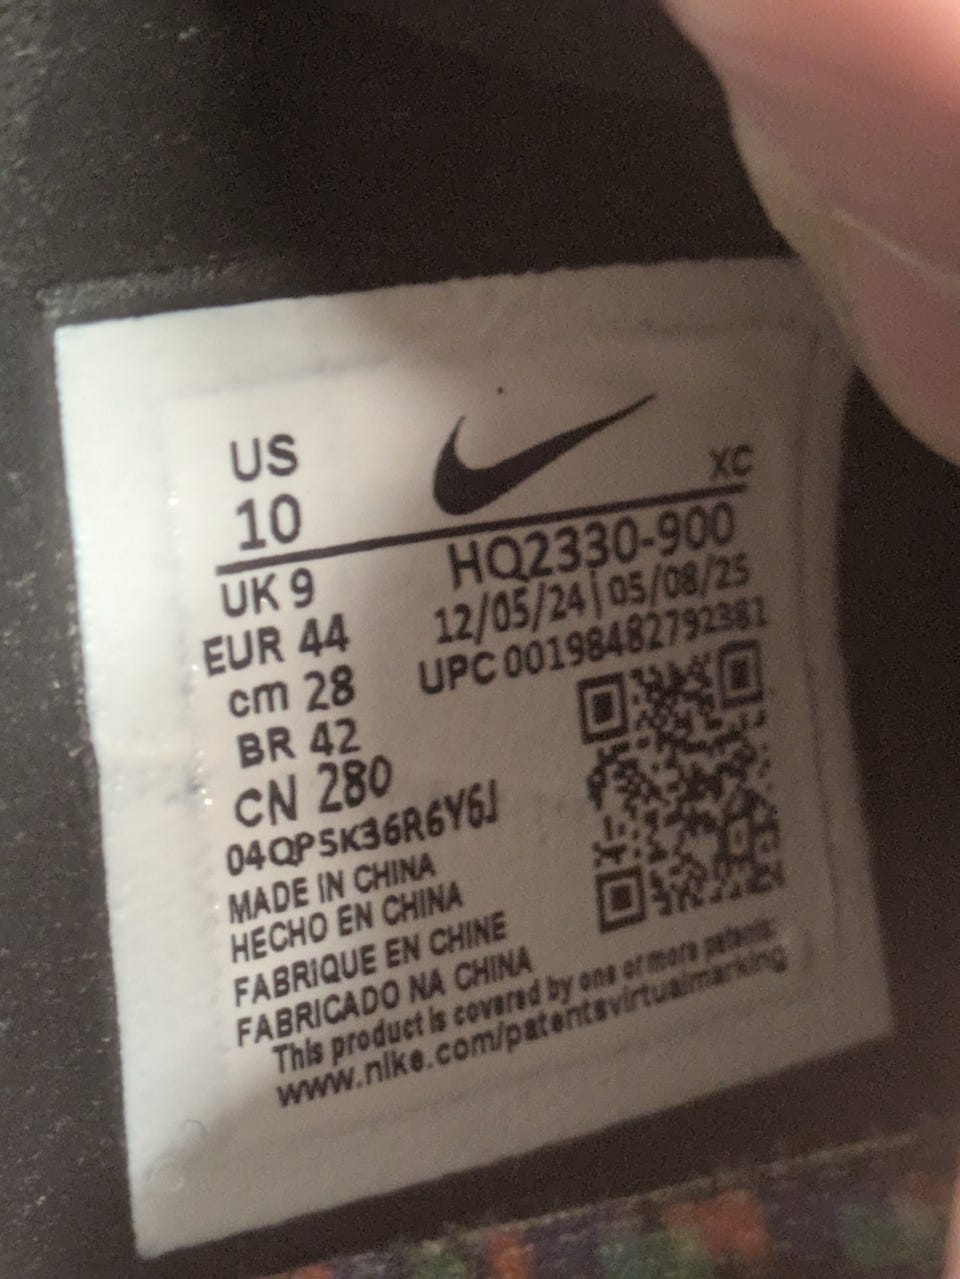 US
10
XC
UK 9
EUR 44
cm 28
BR 42
CN 280
HQ2330-900
12/05/24 | 05/08/25
UPC 00198482792381
04QP5K36R6Y6J
MADE IN CHINA
HECHO EN CHINA
FABRIQUE EN CHINE
FABRICADO NA CHINA
This product is covered by one or more patents:
www.nike.com/patentsvirtualmarking